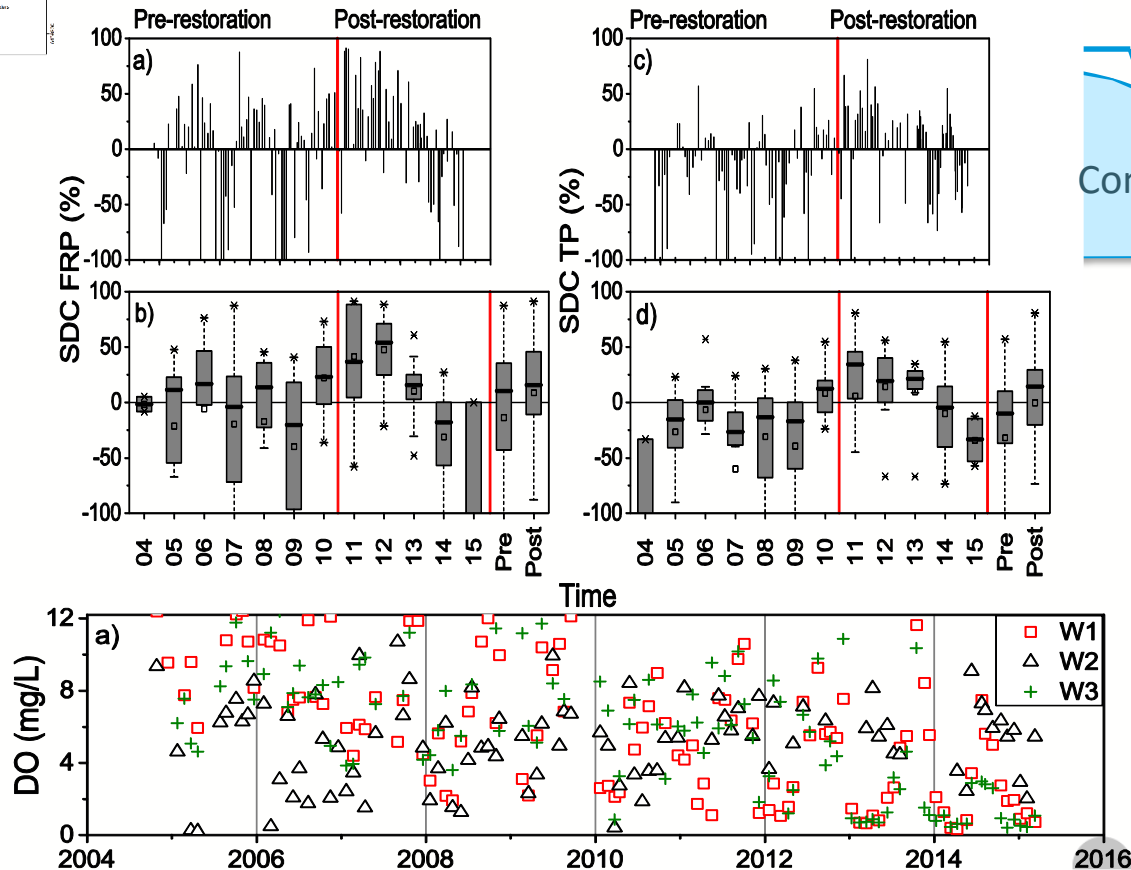 Pre-restoration Post-restoration Pre-restoration Post-restoration
a) c)
100 100
50 50
0 0
-50 -50
-100 -100
SDC FRP (%) SDC TP (%)
b) d)
100 100
50 50
0 0
-50 -50
-100 -100
04 05 06 07 08 09 10 11 12 13 14 15 Pre Post 04 05 06 07 08 09 10 11 12 13 14 15 Pre Post
Time
Cor
a)
W1
W2
W3
DO (mg/L)
12
8
4
0
2004 2006 2008 2010 2012 2014 2016